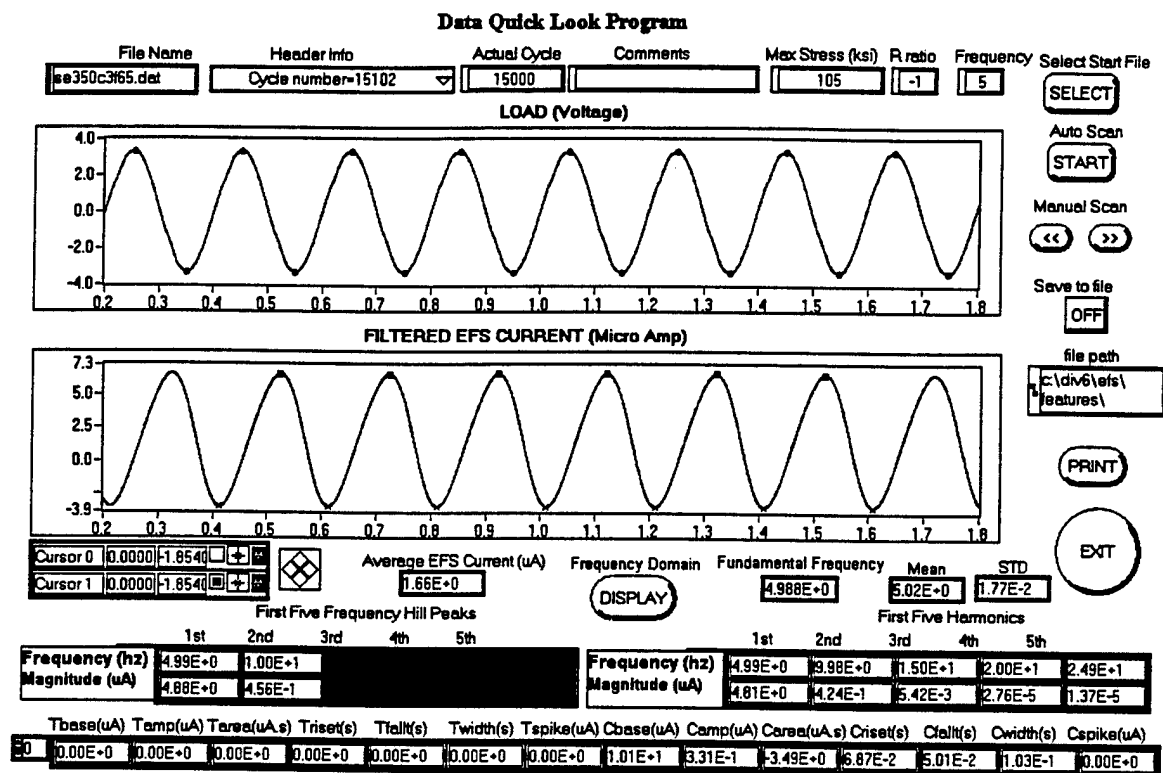 Data Quick Look Program
File Name Header Info Actual Cycle Comments Max Stress (ksi) R ratio Frequency Select Start File
se350c3f65.dat Cycle number=15102 15000 105 -1 5 SELECT
LOAD (Voltage)
Auto Scan
START
4.0
2.0
0.0
-2.0
-4.0
0.2 0.3 0.4 0.5 0.6 0.7 0.8 0.9 1.0 1.1 1.2 1.3 1.4 1.5 1.6 1.7 1.8
Manual Scan
<< >>
Save to file
OFF
FILTERED EFS CURRENT (Micro Amp)
7.3
5.0
2.5
0.0
-3.9
0.2 0.3 0.4 0.5 0.6 0.7 0.8 0.9 1.0 1.1 1.2 1.3 1.4 1.5 1.6 1.7 1.8
file path
c:\div6\efs\
features\
PRINT
EXIT
Cursor 0 0.0000 -1.8540
Cursor 1 0.0000 -1.8540
Average EFS Current (uA)
1.66E+0
Frequency Domain
DISPLAY
Fundamental Frequency Mean STD
4.988E+0 5.02E+0 1.77E-2
First Five Frequency Hill Peaks
1st 2nd 3rd 4th 5th
Frequency (hz) 4.99E+0 1.00E+1
Magnitude (uA) 4.88E+0 4.56E-1
First Five Harmonics
1st 2nd 3rd 4th 5th
Frequency (hz) 4.99E+0 9.98E+0 1.50E+1 2.00E+1 2.49E+1
Magnitude (uA) 4.81E+0 4.24E-1 5.42E-3 2.76E-5 1.37E-5
Tbase(uA) Tamp(uA) Tarea(uA.s) Triset(s) Tfallt(s) Twidth(s) Tspike(uA) Cbase(uA) Camp(uA) Carea(uA.s) Criset(s) Cfallt(s) Cwidth(s) Cspike(uA)
0.00E+0 0.00E+0 0.00E+0 0.00E+0 0.00E+0 0.00E+0 0.00E+0 1.01E+1 3.31E-1 -3.49E+0 6.87E-2 5.01E-2 1.03E-1 0.00E+0